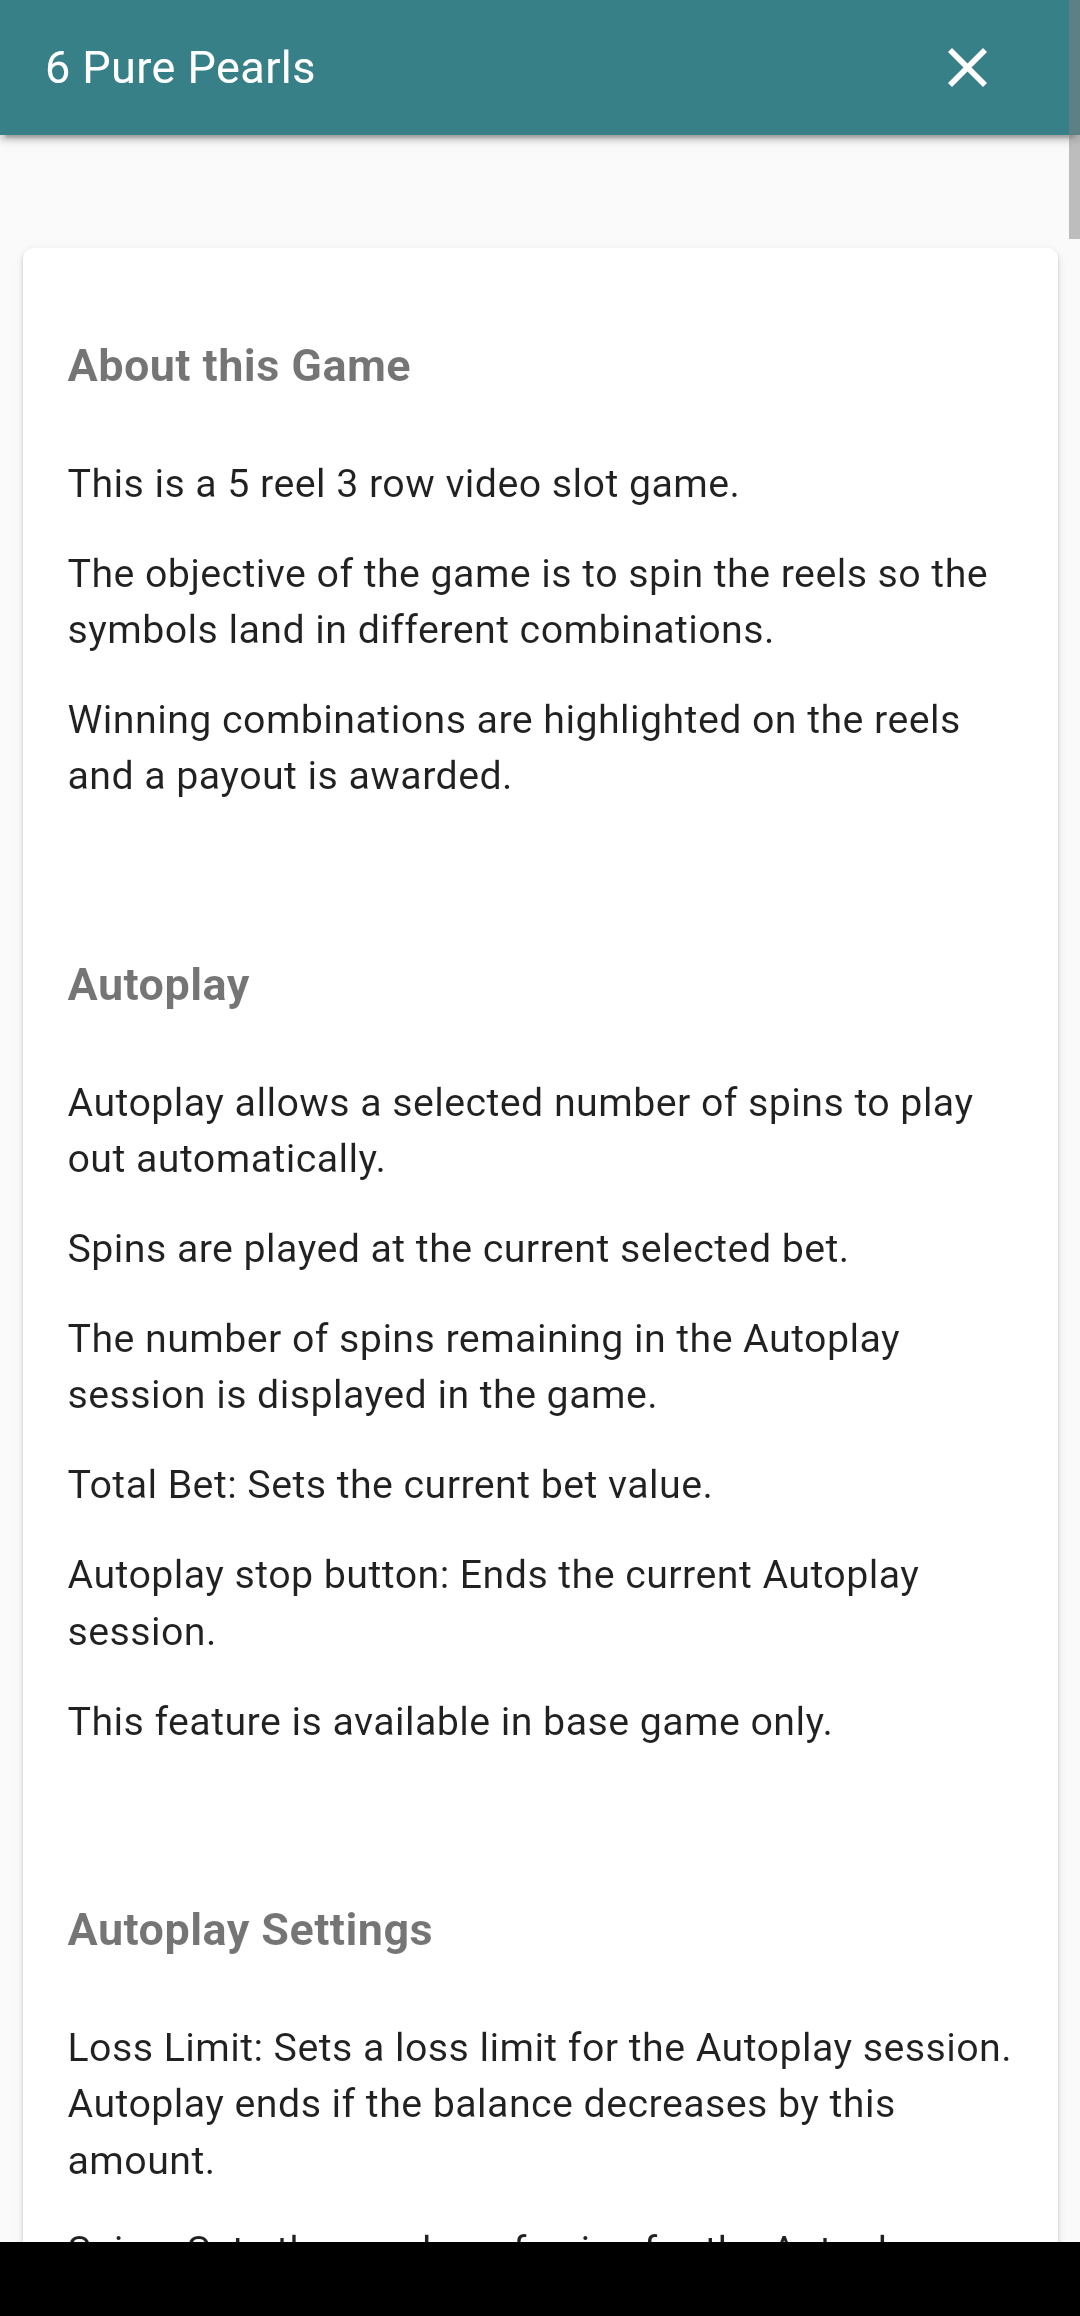 6 Pure Pearls
About this Game
This is a 5 reel 3 row video slot game.
The objective of the game is to spin the reels so the
symbols land in different combinations.
Winning combinations are highlighted on the reels
and a payout is awarded.
Autoplay
Autoplay allows a selected number of spins to play
out automatically.
Spins are played at the current selected bet.
The number of spins remaining in the Autoplay
session is displayed in the game.
Total Bet: Sets the current bet value.
Autoplay stop button: Ends the current Autoplay
session.
This feature is available in base game only.
Autoplay Settings
Loss Limit: Sets a loss limit for the Autoplay session.
Autoplay ends if the balance decreases by this
amount.